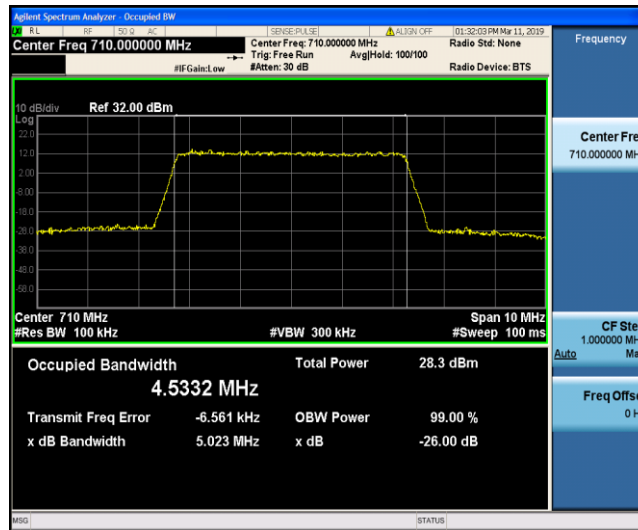 Agilent Spectrum Analyzer - Occupied BW
RL RF 50 Ω AC SENSE:PULSE ALIGN OFF 01:32:03 PM Mar 11, 2019
Center Freq 710.000000 MHz
Center Freq: 710.000000 MHz
Radio Std: None
Trig: Free Run Avg|Hold: 100/100
#IFGain:Low #Atten: 30 dB Radio Device: BTS
Frequency
10 dB/div Ref 32.00 dBm
Log
22.0
12.0
2.00
-8.00
-18.0
-28.0
-38.0
-48.0
-58.0
Center 710 MHz Span 10 MHz
#Res BW 100 kHz #VBW 300 kHz #Sweep 100 ms
Center Fre
710.000000 MH
CF Ste
1.000000 MH
Auto Ma
Freq Offse
0 H
Occupied Bandwidth Total Power 28.3 dBm
4.5332 MHz
Transmit Freq Error -6.561 kHz OBW Power 99.00 %
x dB Bandwidth 5.023 MHz x dB -26.00 dB
MSG STATUS